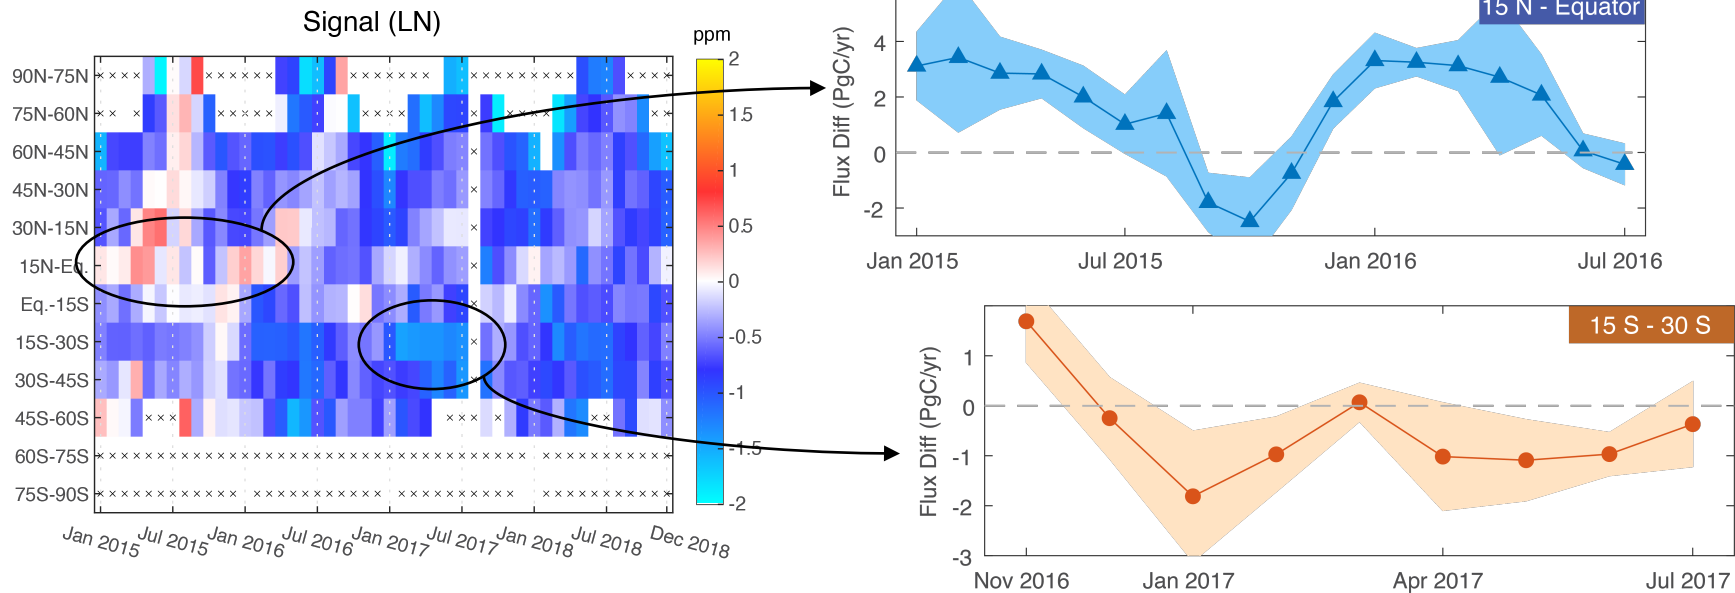 Signal (LN)
ppm
90N-75N
75N-60N
60N-45N
45N-30N
30N-15N
15N-Eq.
Eq.-15S
15S-30S
30S-45S
45S-60S
60S-75S
75S-90S
Jan 2015
Jul 2015
Jan 2016
Jul 2016
Jan 2017
Jul 2017
Jan 2018
Jul 2018
Dec 2018
2
1.5
1
0.5
0
-0.5
-1
-1.5
-2
15 N - Equator
Flux Diff (PgC/yr)
4
2
0
-2
Jan 2015
Jul 2015
Jan 2016
Jul 2016
15 S - 30 S
Flux Diff (PgC/yr)
1
0
-1
-2
-3
Nov 2016
Jan 2017
Apr 2017
Jul 2017